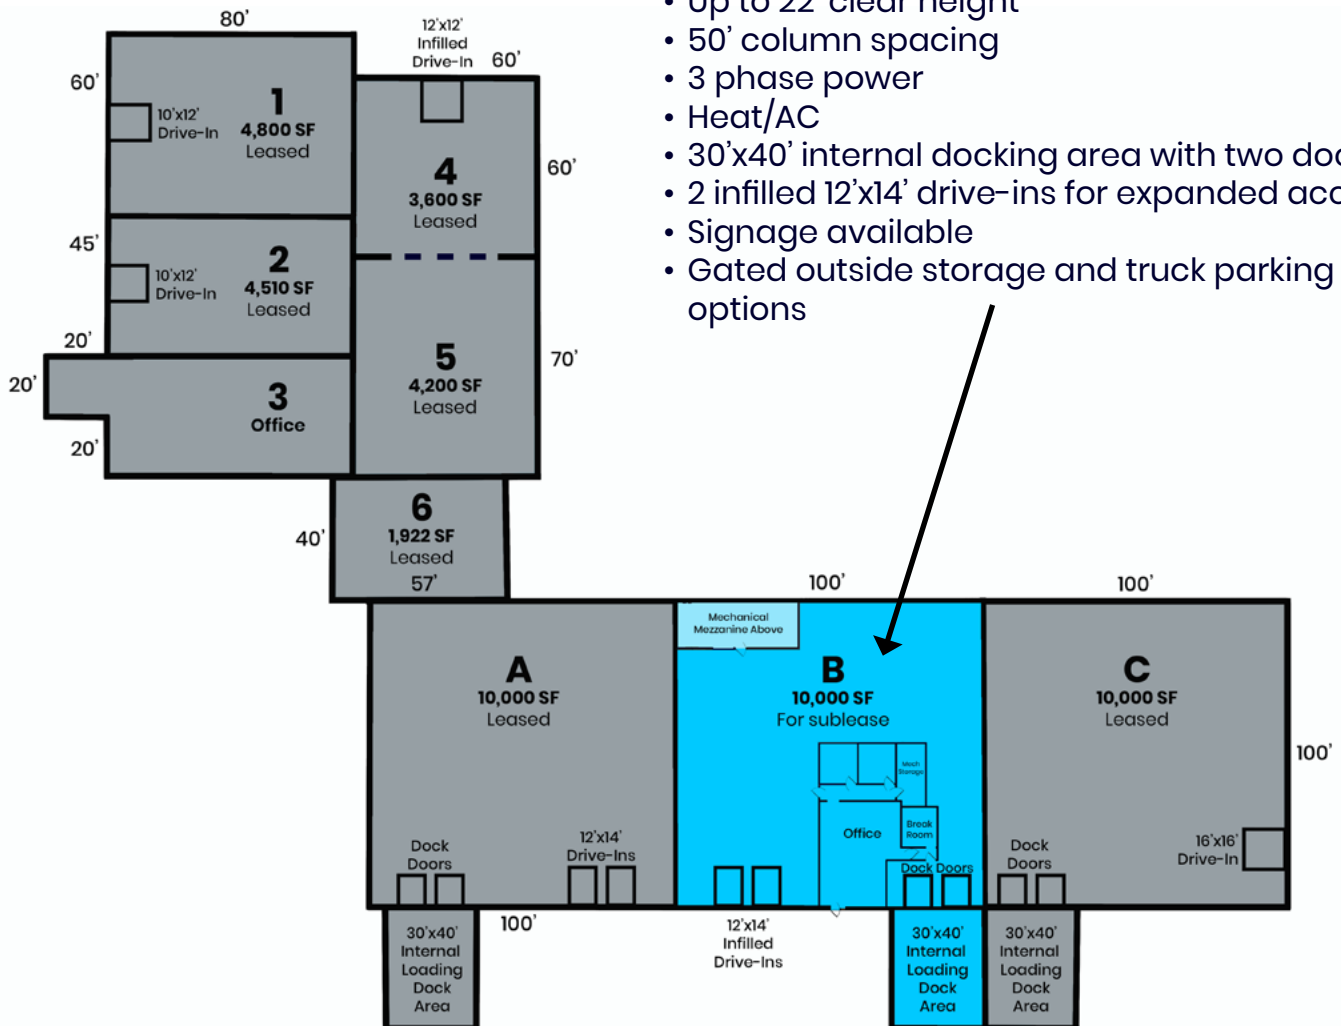 • Up to 22' clear height
• 50' column spacing
• 3 phase power
• Heat/AC
• 30'x40' internal docking area with two
• 2 infilled 12'x14' drive-ins for expanded
• Signage available
• Gated outside storage and truck parking
options
80'
12'x12'
Infilled
Drive-In
60'
60'
10'x12'
Drive-In
1
4,800 SF
Leased
4
3,600 SF
Leased
60'
45'
10'x12'
Drive-In
2
4,510 SF
Leased
20'
20'
3
Office
20'
5
4,200 SF
Leased
70'
40'
6
1,922 SF
Leased
57'
100'
100'
Mechanical
Mezzanine Above
A
10,000 SF
Leased
B
10,000 SF
For sublease
C
10,000 SF
Leased
100'
Mech
Storage
Office
Break
Room
Dock
Doors
12'x14'
Drive-Ins
Dock Doors
Dock
Doors
16'x16'
Drive-In
100'
12'x14'
Infilled
Drive-Ins
30'x40'
Internal
Loading
Dock
Area
30'x40'
Internal
Loading
Dock
Area
30'x40'
Internal
Loading
Dock
Area